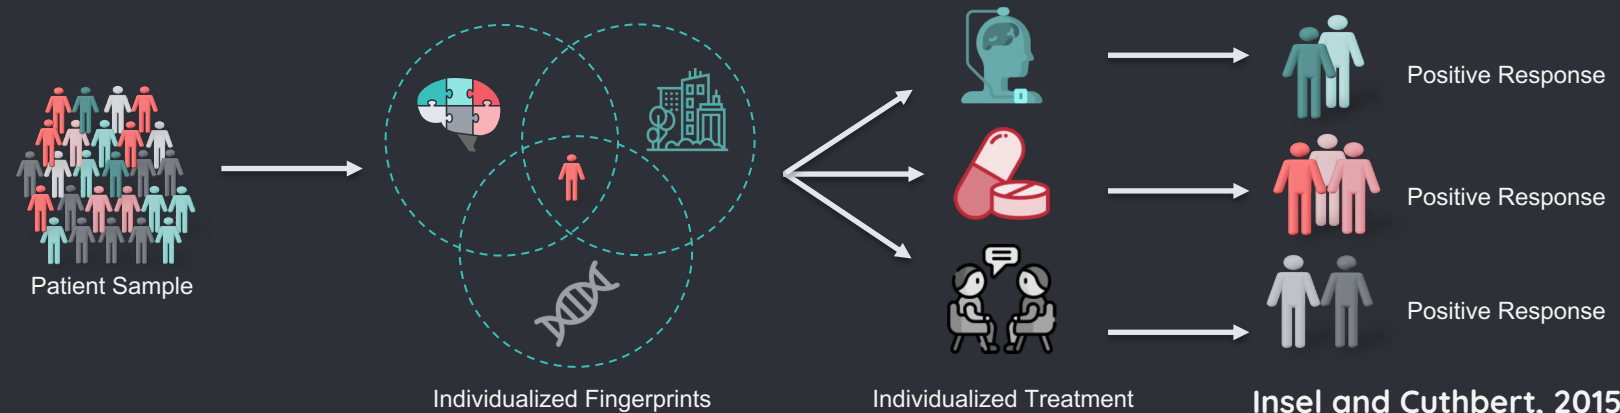 Positive Response
Positive Response
Patient Sample
Positive Response
Individualized Fingerprints
Individualized Treatment
Insel and Cuthbert, 2015